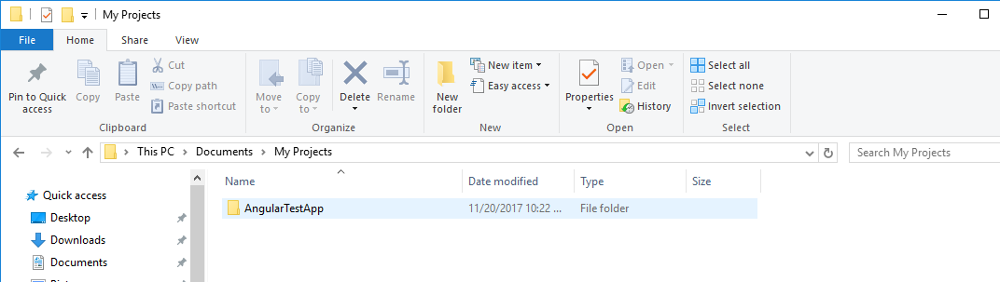 My Projects
File Home Share View
Pin to Quick access
Copy
Paste
Cut
Copy path
Paste shortcut
Clipboard
Move to
Copy to
Delete
Rename
Organize
New folder
New item
Easy access
New
Properties
Open
Edit
History
Open
Select all
Select none
Invert selection
Select
This PC Documents My Projects
Search My Projects
Name Date modified Type Size
Quick access
Desktop
Downloads
Documents
AngularTestApp 11/20/2017 10:22 ... File folder